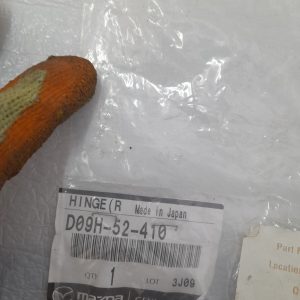 HINGE(R Made in Japan
D09H-52-410
QTY 1 LOT 3J09
mazda
Part
Location